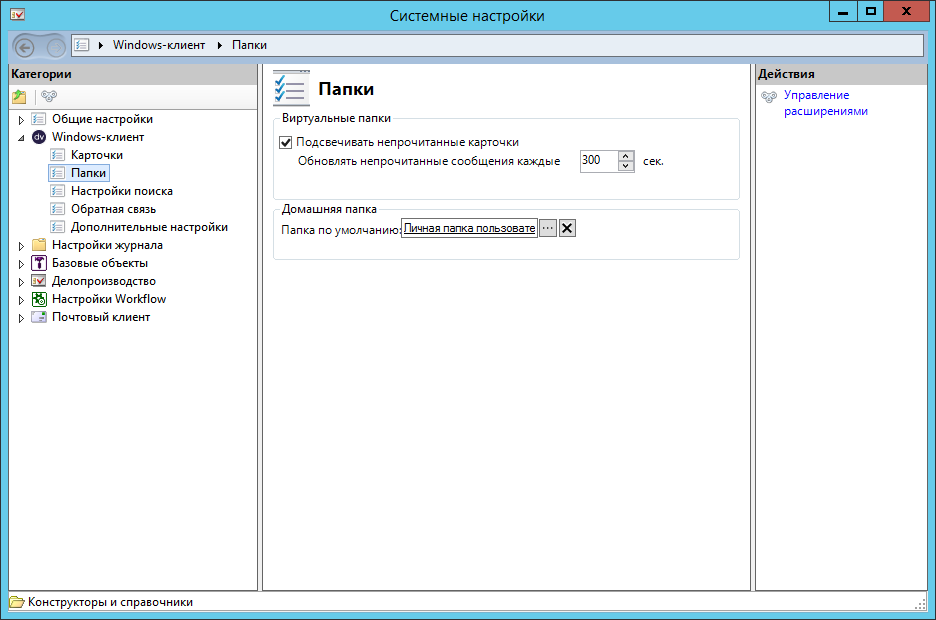 Системные настройки
Windows-клиент Папки
Категории
Общие настройки
dv Windows-клиент
Карточки
Папки
Настройки поиска
Обратная связь
Дополнительные настройки
Настройки журнала
Базовые объекты
Делопроизводство
Настройки Workflow
Почтовый клиент
Папки
Виртуальные папки
Подсвечивать непрочитанные карточки
Обновлять непрочитанные сообщения каждые 300 сек.
Домашняя папка
Папка по умолчанию: Личная папка пользовате ...
Действия
Управление
расширениями
Конструкторы и справочники